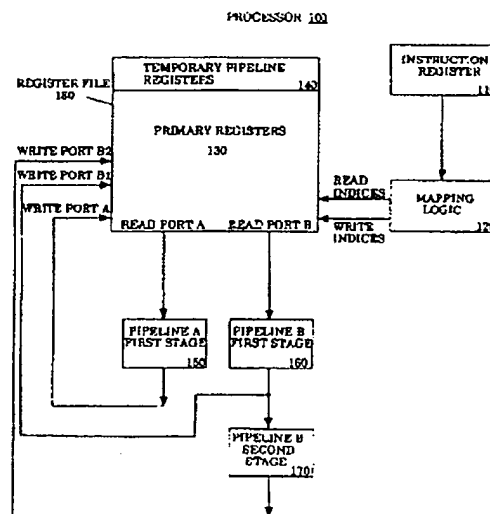 PROCESSOR 100
TEMPORARY PIPELINE
REGISTERS
140
INSTRUCTION
REGISTER
REGISTER FILE
180
PRIMARY REGISTERS
130
WRITE PORT B2
WRITE PORT B1
WRITE PORT A
READ
INDICES
MAPPING
LOGIC
WRITE
INDICES
READ PORT A
READ PORT B
PIPELINE A
FIRST STAGE
150
PIPELINE B
FIRST STAGE
160
PIPELINE B
SECOND
STAGE
170